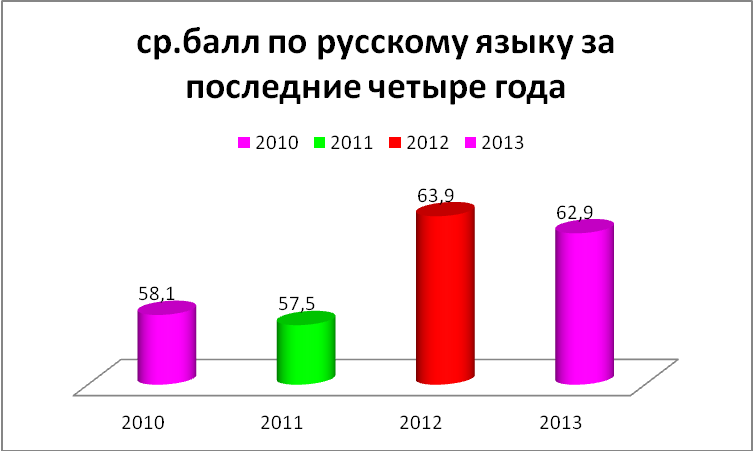 ср.балл по русскому языку за
последние четыре года
2010 2011 2012 2013
63,9
62,9
58,1
57,5
2010 2011 2012 2013